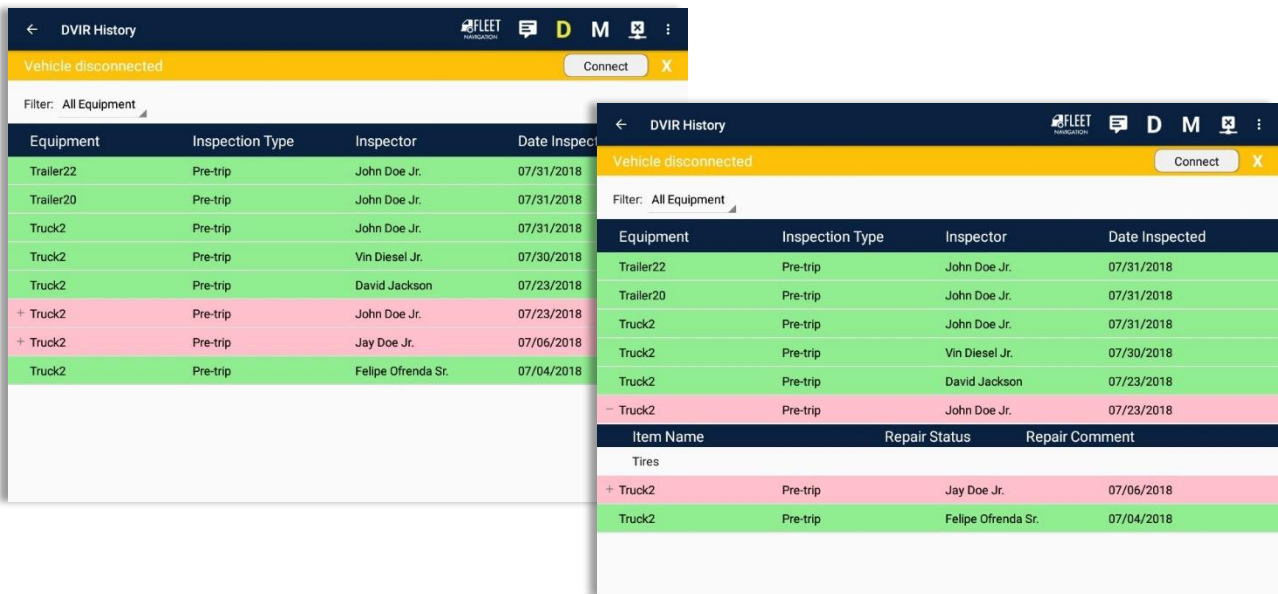 ← DVIR History FLEET NAVIGATION D M
Vehicle disconnected Connect X
Filter: All Equipment
Equipment Inspection Type Inspector Date Inspect
Trailer22 Pre-trip John Doe Jr. 07/31/2018
Trailer20 Pre-trip John Doe Jr. 07/31/2018
Truck2 Pre-trip John Doe Jr. 07/31/2018
Truck2 Pre-trip Vin Diesel Jr. 07/30/2018
Truck2 Pre-trip David Jackson 07/23/2018
+ Truck2 Pre-trip John Doe Jr. 07/23/2018
+ Truck2 Pre-trip Jay Doe Jr. 07/06/2018
Truck2 Pre-trip Felipe Ofrenda Sr. 07/04/2018
← DVIR History FLEET NAVIGATION D M
Vehicle disconnected Connect X
Filter: All Equipment
Equipment Inspection Type Inspector Date Inspected
Trailer22 Pre-trip John Doe Jr. 07/31/2018
Trailer20 Pre-trip John Doe Jr. 07/31/2018
Truck2 Pre-trip John Doe Jr. 07/31/2018
Truck2 Pre-trip Vin Diesel Jr. 07/30/2018
Truck2 Pre-trip David Jackson 07/23/2018
− Truck2 Pre-trip John Doe Jr. 07/23/2018
Item Name Repair Status Repair Comment
Tires
+ Truck2 Pre-trip Jay Doe Jr. 07/06/2018
Truck2 Pre-trip Felipe Ofrenda Sr. 07/04/2018